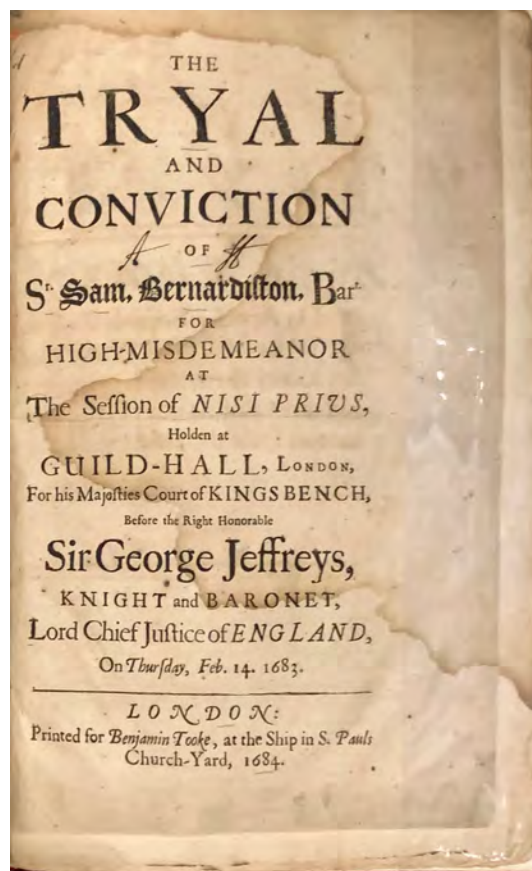 THE
TRYAL
AND
CONVICTION
OF
Sr. Sam. Bernardiſton, Bart.
FOR
HIGH-MISDEMEANOR
AT
The Seſſion of NISI PRIUS,
Holden at
GUILD-HALL, LONDON,
For his Majeſties Court of KINGS BENCH,
Before the Right Honorable
Sir George Jeffreys,
KNIGHT and BARONET,
Lord Chief Juſtice of ENGLAND,
On Thurſday, Feb. 14. 1683.
LONDON:
Printed for Benjamin Tooke, at the Ship in S. Pauls
Church-Yard, 1684.